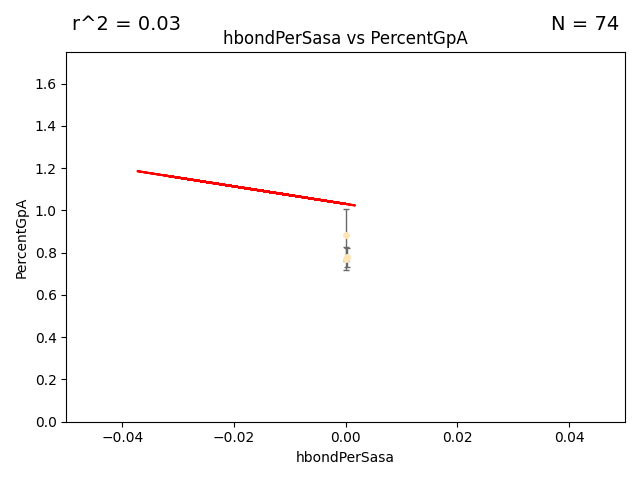 r^2 = 0.03
N = 74
hbondPerSasa vs PercentGpA
1.6
1.4
1.2
1.0
0.8
0.6
0.4
0.2
0.0
PercentGpA
−0.04
−0.02
0.00
0.02
0.04
hbondPerSasa